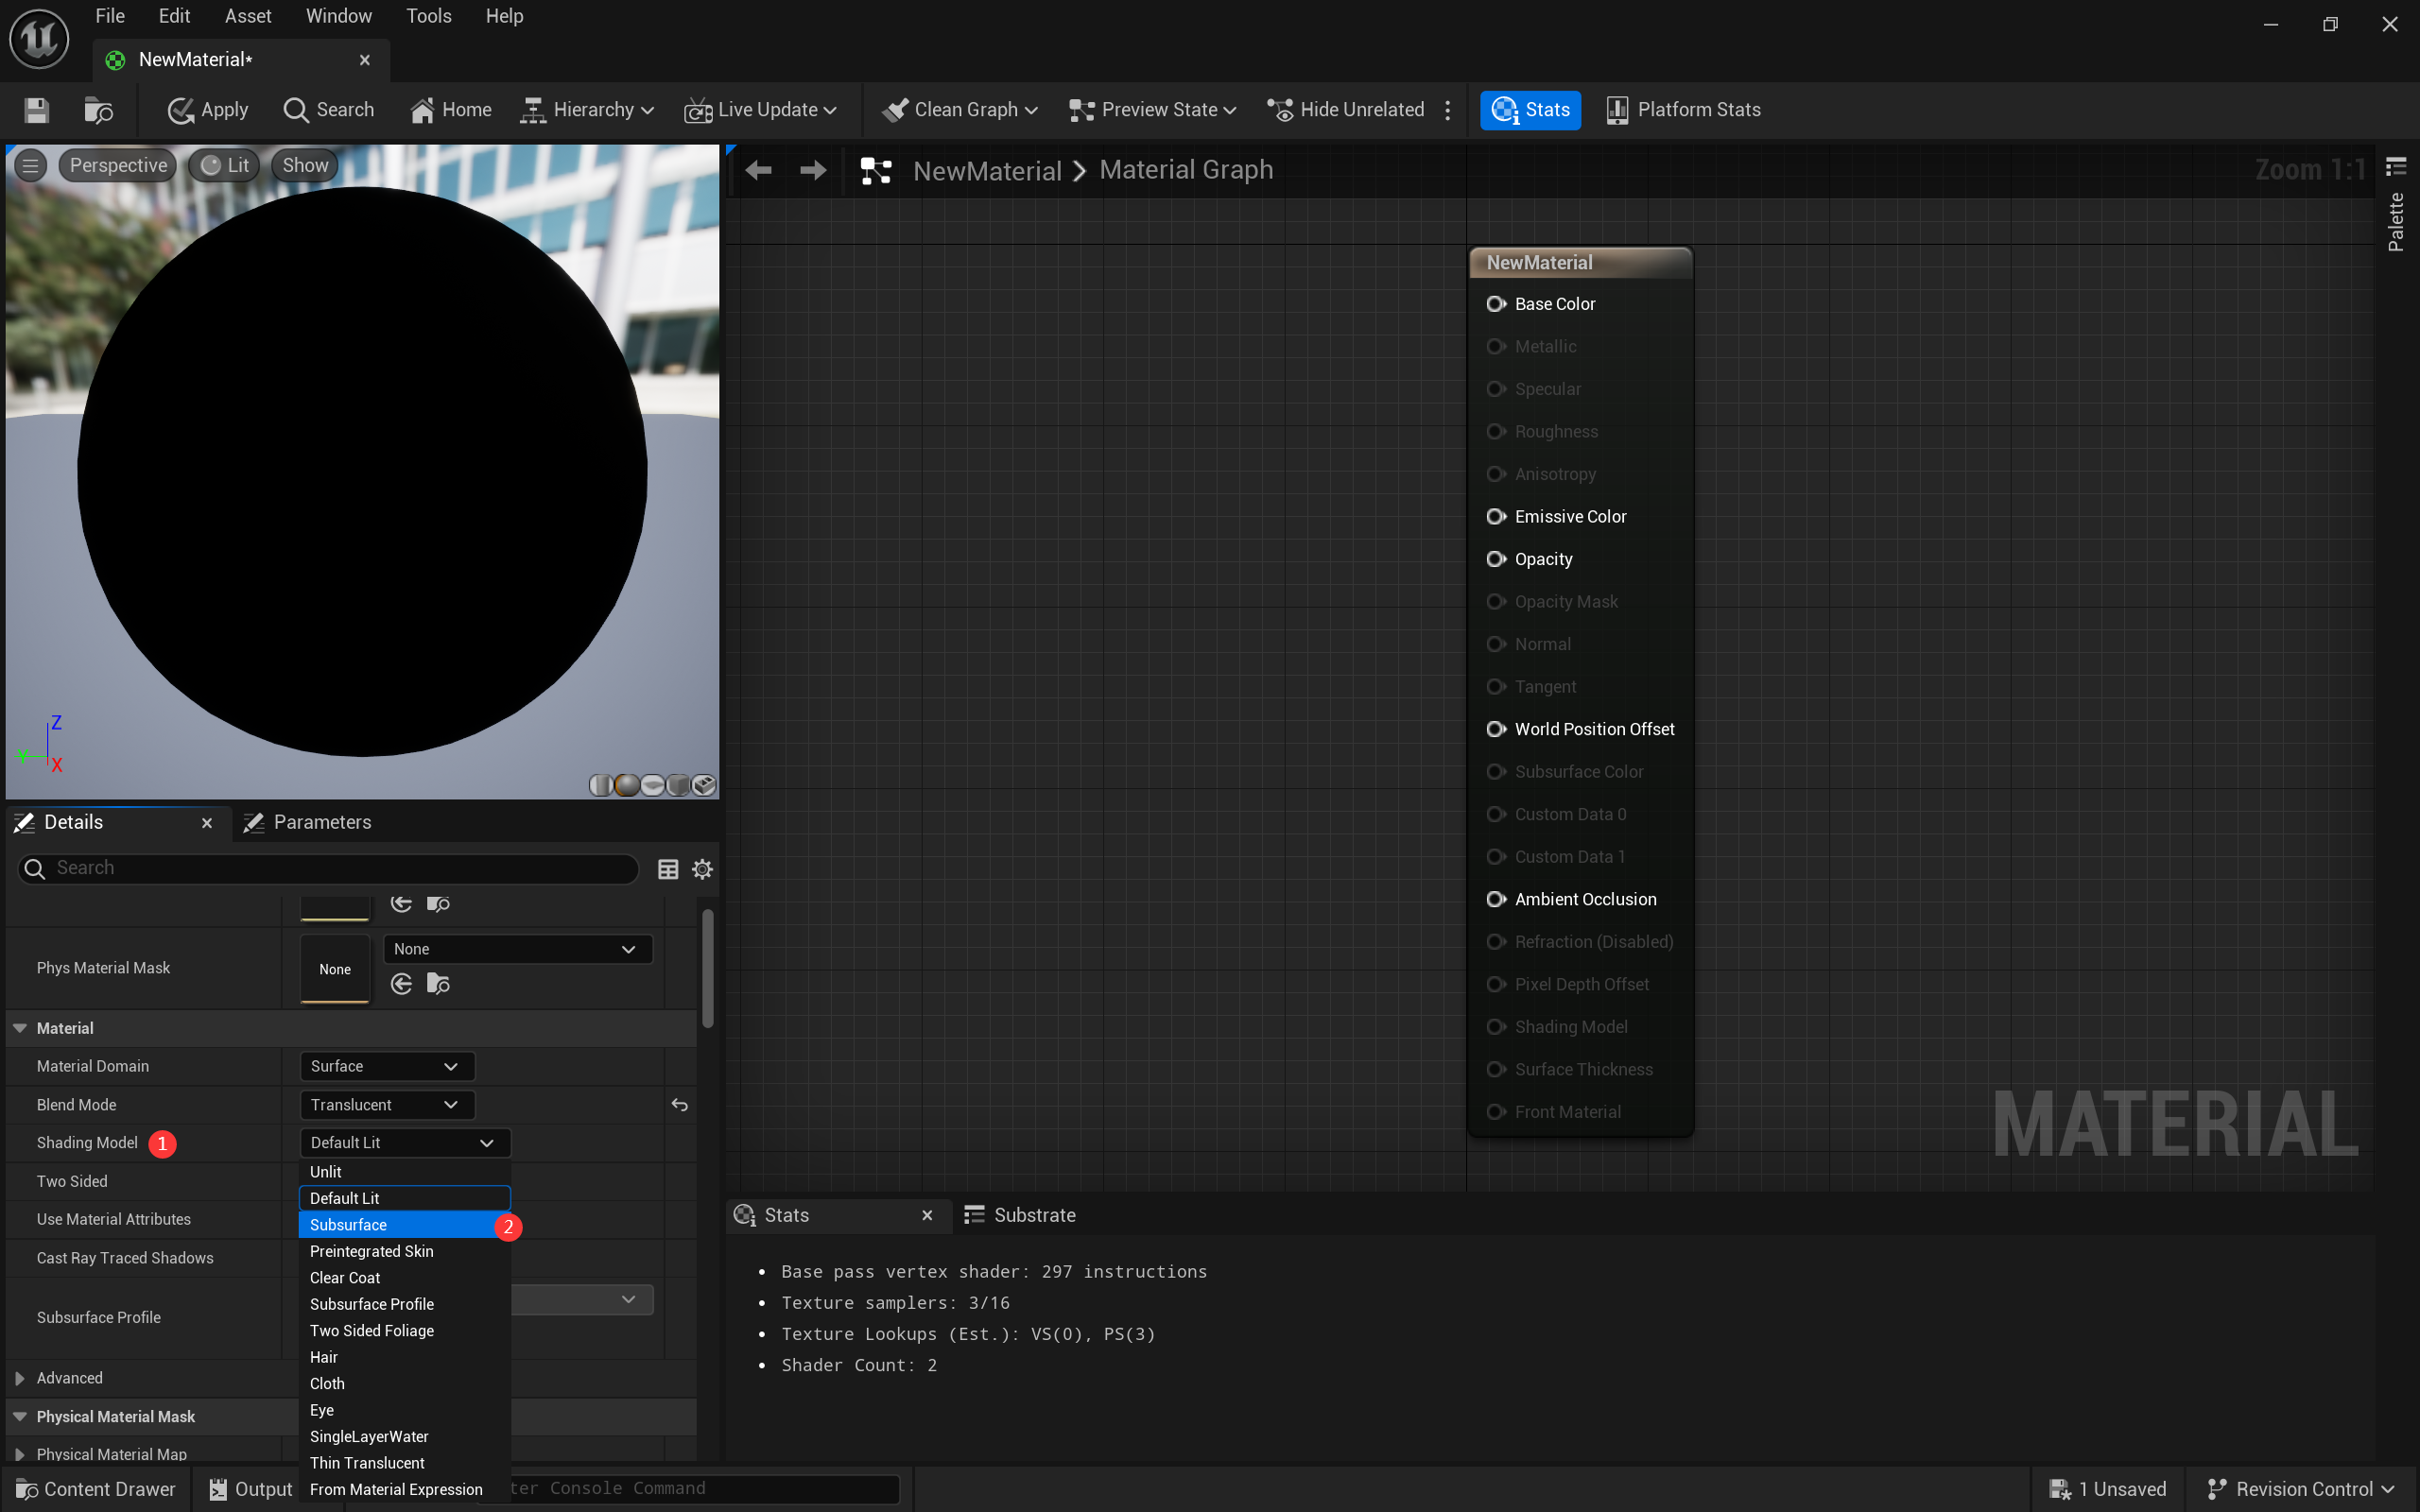 File Edit Asset Window Tools Help
NewMaterial*
Apply Search Home Hierarchy Live Update Clean Graph Preview State Hide Unrelated Stats Platform Stats
Perspective Lit Show
NewMaterial > Material Graph
Zoom 1:1
Palette
NewMaterial
Base Color
Metallic
Specular
Roughness
Anisotropy
Emissive Color
Opacity
Opacity Mask
Normal
Tangent
World Position Offset
Subsurface Color
Custom Data 0
Custom Data 1
Ambient Occlusion
Refraction (Disabled)
Pixel Depth Offset
Shading Model
Surface Thickness
Front Material
MATERIAL
Z
Y
X
Details Parameters
Search
Phys Material Mask None None
Material
Material Domain Surface
Blend Mode Translucent
Shading Model 1 Default Lit
Two Sided
Use Material Attributes
Cast Ray Traced Shadows
Subsurface Profile
Advanced
Physical Material Mask
Physical Material Map
Unlit
Default Lit
Subsurface 2
Preintegrated Skin
Clear Coat
Subsurface Profile
Two Sided Foliage
Hair
Cloth
Eye
SingleLayerWater
Thin Translucent
From Material Expression
Stats Substrate
• Base pass vertex shader: 297 instructions
• Texture samplers: 3/16
• Texture Lookups (Est.): VS(0), PS(3)
• Shader Count: 2
Content Drawer Output ter Console Command 1 Unsaved Revision Control